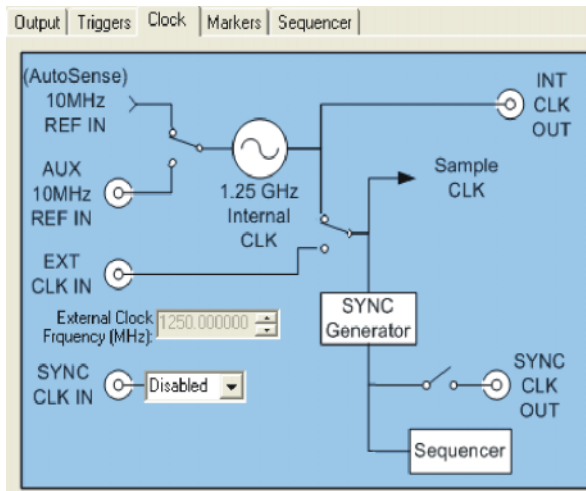 Output Triggers Clock Markers Sequencer
(AutoSense)
10MHz
REF IN
AUX
10MHz
REF IN
1.25 GHz
Internal
CLK
INT
CLK
OUT
Sample
CLK
EXT
CLK IN
External Clock
Frquency (MHz):
1250.000000
SYNC
Generator
SYNC
CLK IN
Disabled
SYNC
CLK
OUT
Sequencer